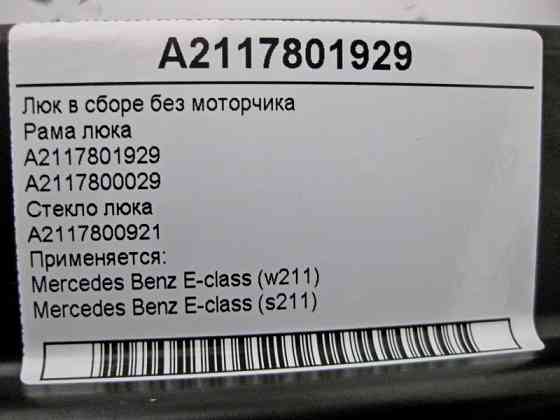 A2117801929
Люк в сборе без моторчика
Рама люка
A2117801929
A2117800029
Стекло люка
A2117800921
Применяется:
Mercedes Benz E-class (w211)
Mercedes Benz E-class (s211)